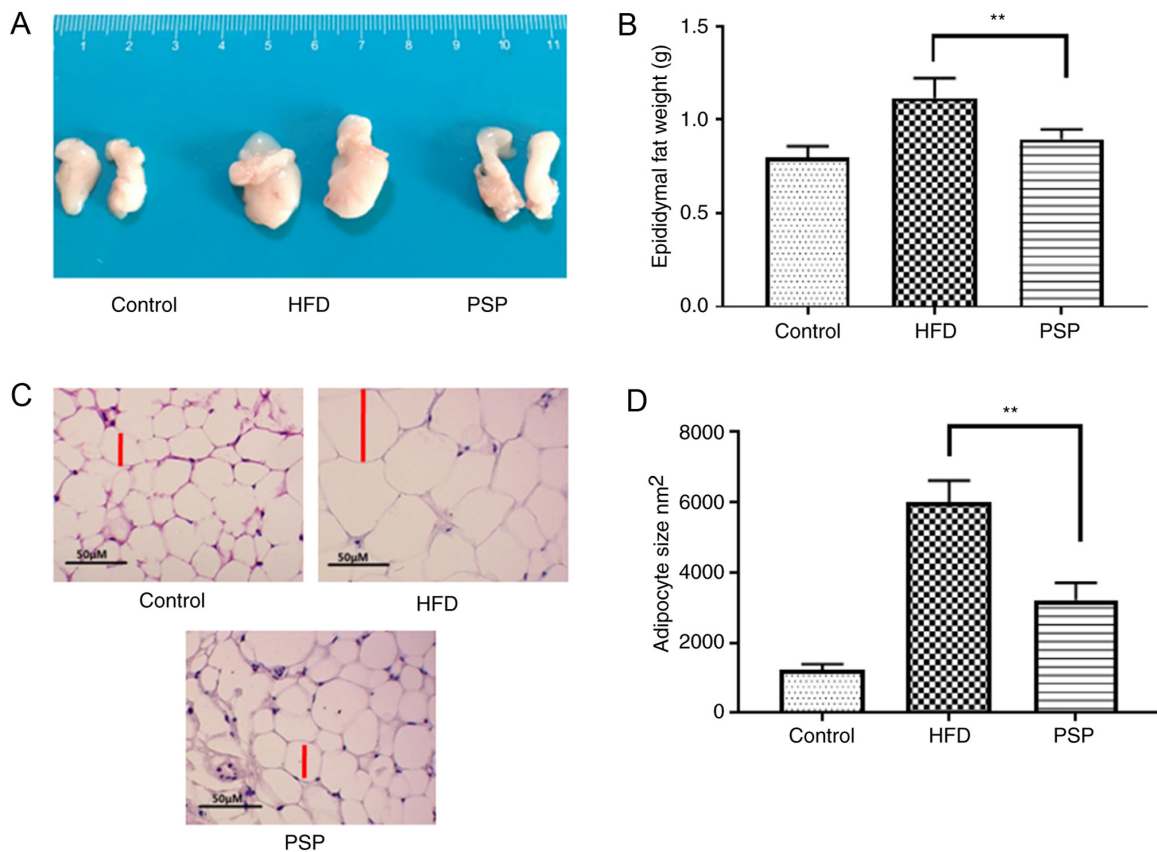 A
1 2 3 4 5 6 7 8 9 10 11
Control HFD PSP
B
**
Epididymal fat weight (g)
1.5
1.0
0.5
0.0
Control HFD PSP
C
50μM
Control
50μM
HFD
50μM
PSP
D
**
Adipocyte size nm²
8000
6000
4000
2000
0
Control HFD PSP